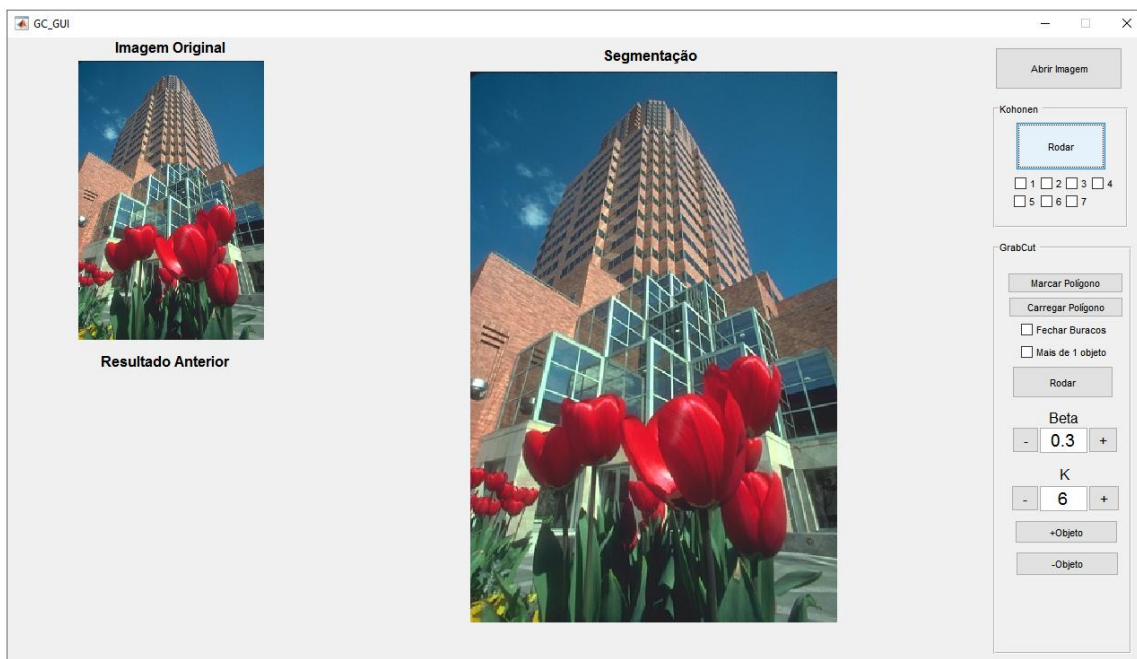 GC_GUI
Imagem Original
Segmentação
Resultado Anterior
Abrir Imagem
Kohonen
Rodar
1 2 3 4
5 6 7
GrabCut
Marcar Polígono
Carregar Polígono
Fechar Buracos
Mais de 1 objeto
Rodar
Beta
- 0.3 +
K
- 6 +
+Objeto
-Objeto